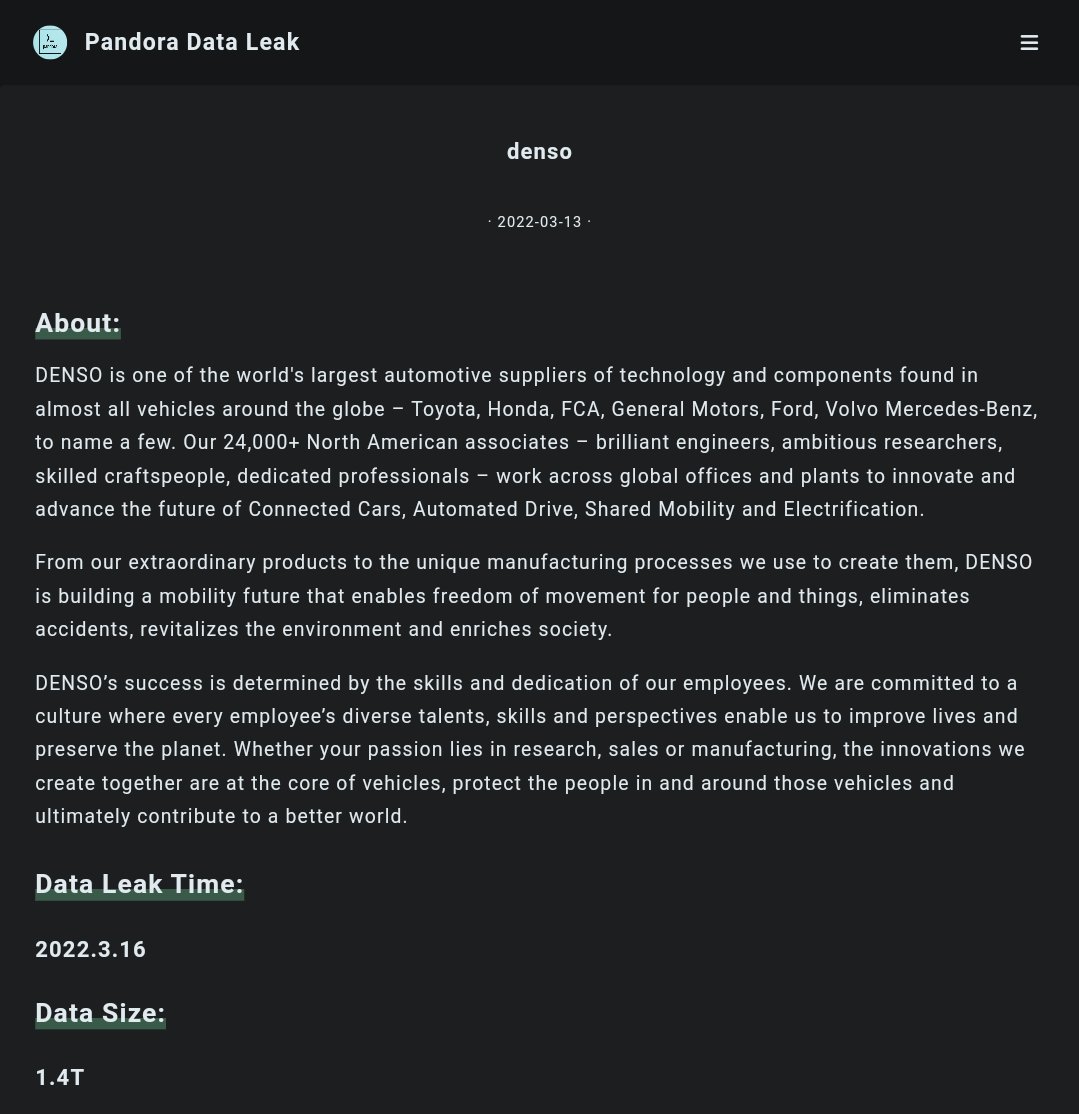 Pandora Data Leak
denso
· 2022-03-13 ·
About:
DENSO is one of the world's largest automotive suppliers of technology and components found in
almost all vehicles around the globe – Toyota, Honda, FCA, General Motors, Ford, Volvo Mercedes-Benz,
to name a few. Our 24,000+ North American associates – brilliant engineers, ambitious researchers,
skilled craftspeople, dedicated professionals – work across global offices and plants to innovate and
advance the future of Connected Cars, Automated Drive, Shared Mobility and Electrification.
From our extraordinary products to the unique manufacturing processes we use to create them, DENSO
is building a mobility future that enables freedom of movement for people and things, eliminates
accidents, revitalizes the environment and enriches society.
DENSO’s success is determined by the skills and dedication of our employees. We are committed to a
culture where every employee’s diverse talents, skills and perspectives enable us to improve lives and
preserve the planet. Whether your passion lies in research, sales or manufacturing, the innovations we
create together are at the core of vehicles, protect the people in and around those vehicles and
ultimately contribute to a better world.
Data Leak Time:
2022.3.16
Data Size:
1.4T